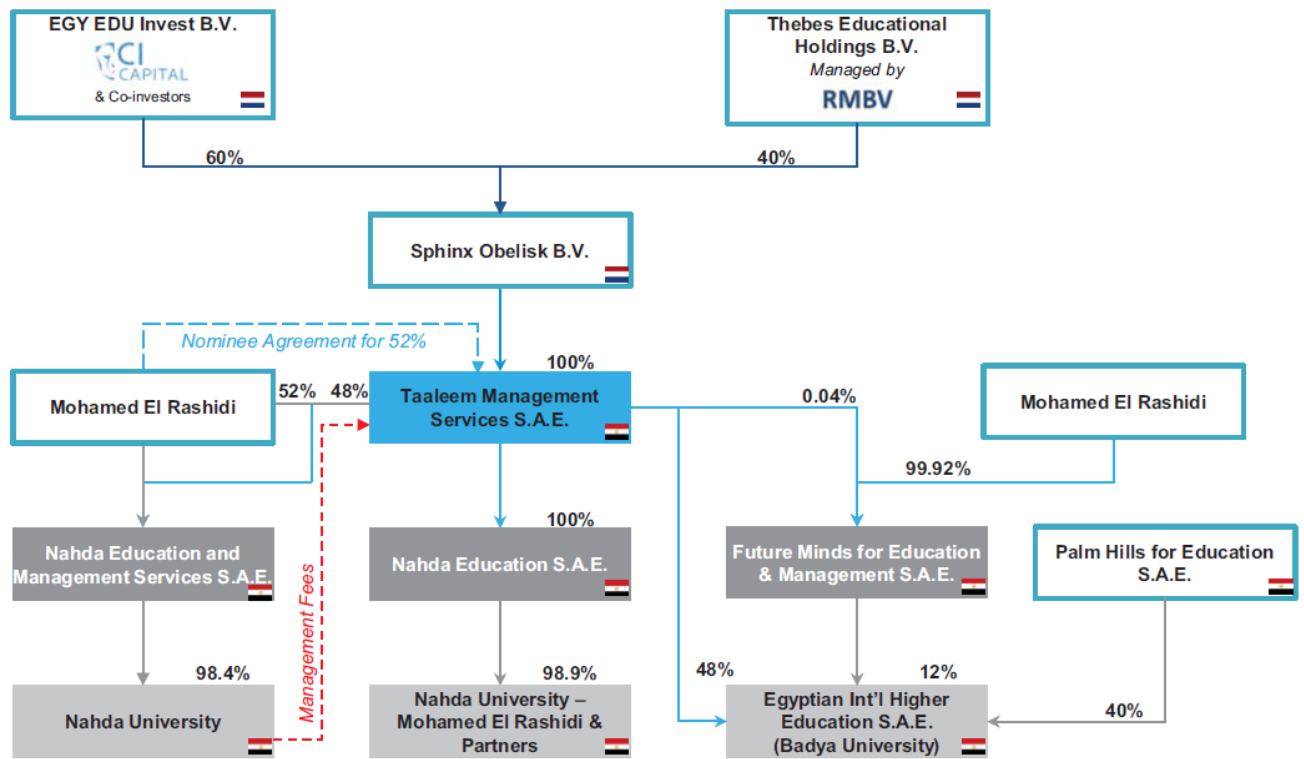 EGY EDU Invest B.V.
CI
CAPITAL
& Co-investors
Thebes Educational
Holdings B.V.
Managed by
RMBV
60%
40%
Sphinx Obelisk B.V.
Nominee Agreement for 52%
100%
Mohamed El Rashidi
52%
48%
Taaleem Management
Services S.A.E.
0.04%
Mohamed El Rashidi
99.92%
100%
Nahda Education and
Management Services S.A.E.
Management Fees
Nahda Education S.A.E.
Future Minds for Education
& Management S.A.E.
Palm Hills for Education
S.A.E.
98.4%
98.9%
48%
12%
40%
Nahda University
Nahda University –
Mohamed El Rashidi &
Partners
Egyptian Int'l Higher
Education S.A.E.
(Badya University)